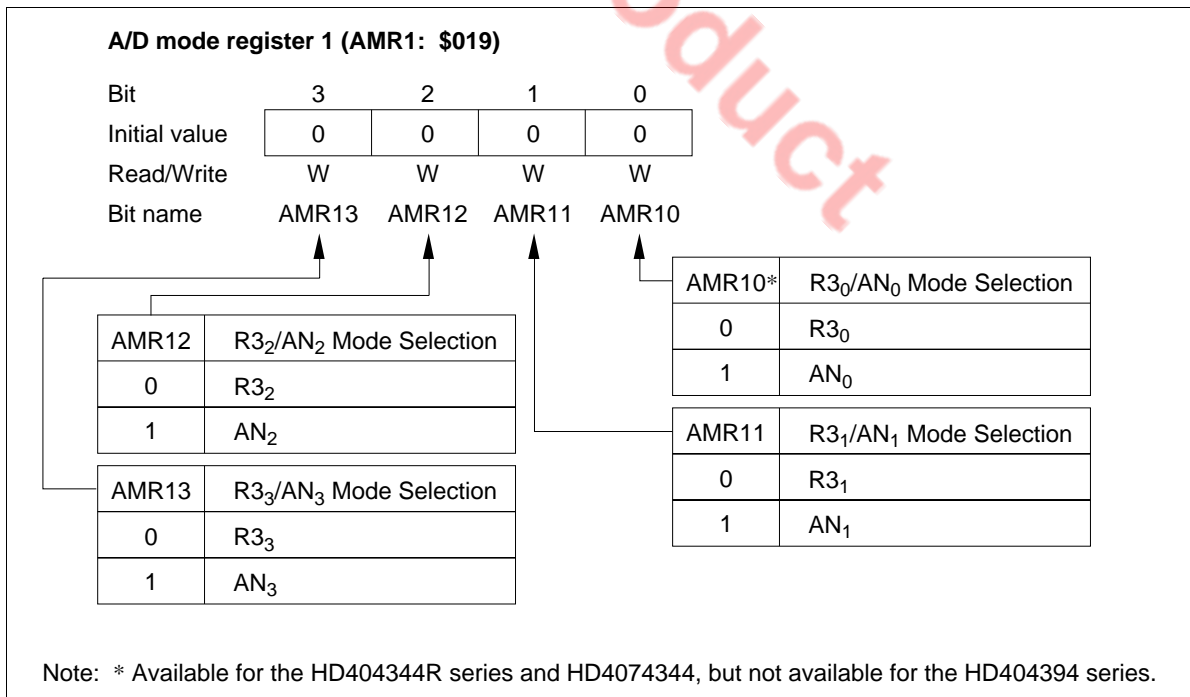 A/D mode register 1 (AMR1: $019)
Bit 3 2 1 0
Initial value 0 0 0 0
Read/Write W W W W
Bit name AMR13 AMR12 AMR11 AMR10
AMR10* R3₀/AN₀ Mode Selection
0 R3₀
1 AN₀
AMR12 R3₂/AN₂ Mode Selection
0 R3₂
1 AN₂
AMR11 R3₁/AN₁ Mode Selection
0 R3₁
1 AN₁
AMR13 R3₃/AN₃ Mode Selection
0 R3₃
1 AN₃
Note: * Available for the HD404344R series and HD4074344, but not available for the HD404394 series.